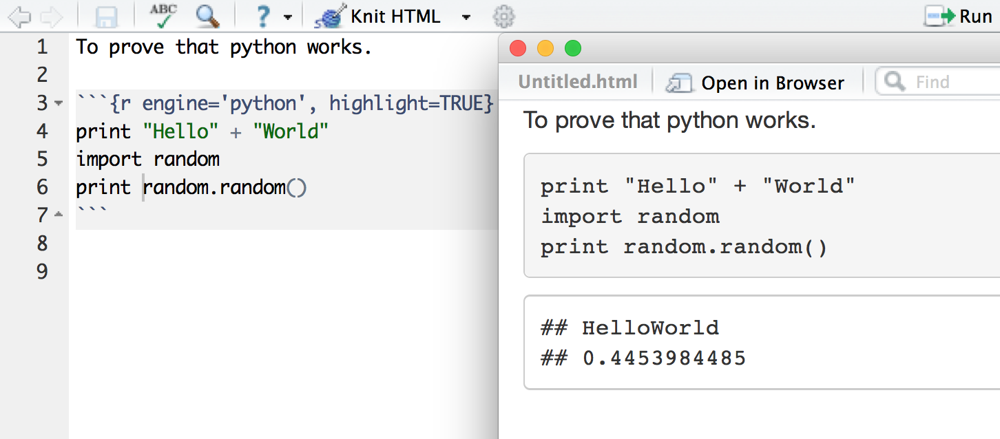 ABC
? Knit HTML Run
1 To prove that python works.
2
3 ```{r engine='python', highlight=TRUE}
4 print "Hello" + "World"
5 import random
6 print random.random()
7 ```
8
9
Untitled.html Open in Browser Find
To prove that python works.
print "Hello" + "World"
import random
print random.random()
## HelloWorld
## 0.4453984485